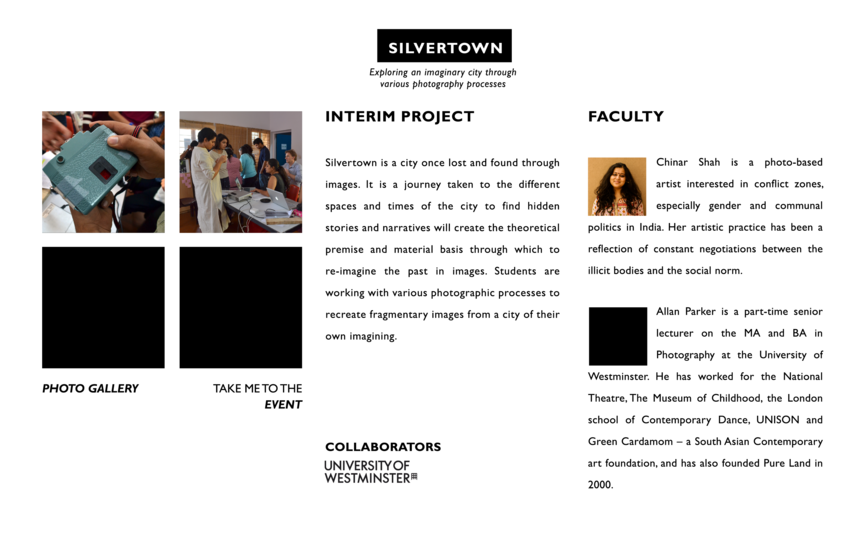 SILVERTOWN
Exploring an imaginary city through
various photography processes
INTERIM PROJECT
Silvertown is a city once lost and found through
images. It is a journey taken to the different
spaces and times of the city to find hidden
stories and narratives will create the theoretical
premise and material basis through which to
re-imagine the past in images. Students are
working with various photographic processes to
recreate fragmentary images from a city of their
own imagining.
FACULTY
Chinar Shah is a photo-based
artist interested in conflict zones,
especially gender and communal
politics in India. Her artistic practice has been a
reflection of constant negotiations between the
illicit bodies and the social norm.
Allan Parker is a part-time senior
lecturer on the MA and BA in
Photography at the University of
Westminster. He has worked for the National
Theatre, The Museum of Childhood, the London
school of Contemporary Dance, UNISON and
Green Cardamom – a South Asian Contemporary
art foundation, and has also founded Pure Land in
2000.
PHOTO GALLERY
TAKE ME TO THE
EVENT
COLLABORATORS
UNIVERSITY OF
WESTMINSTER